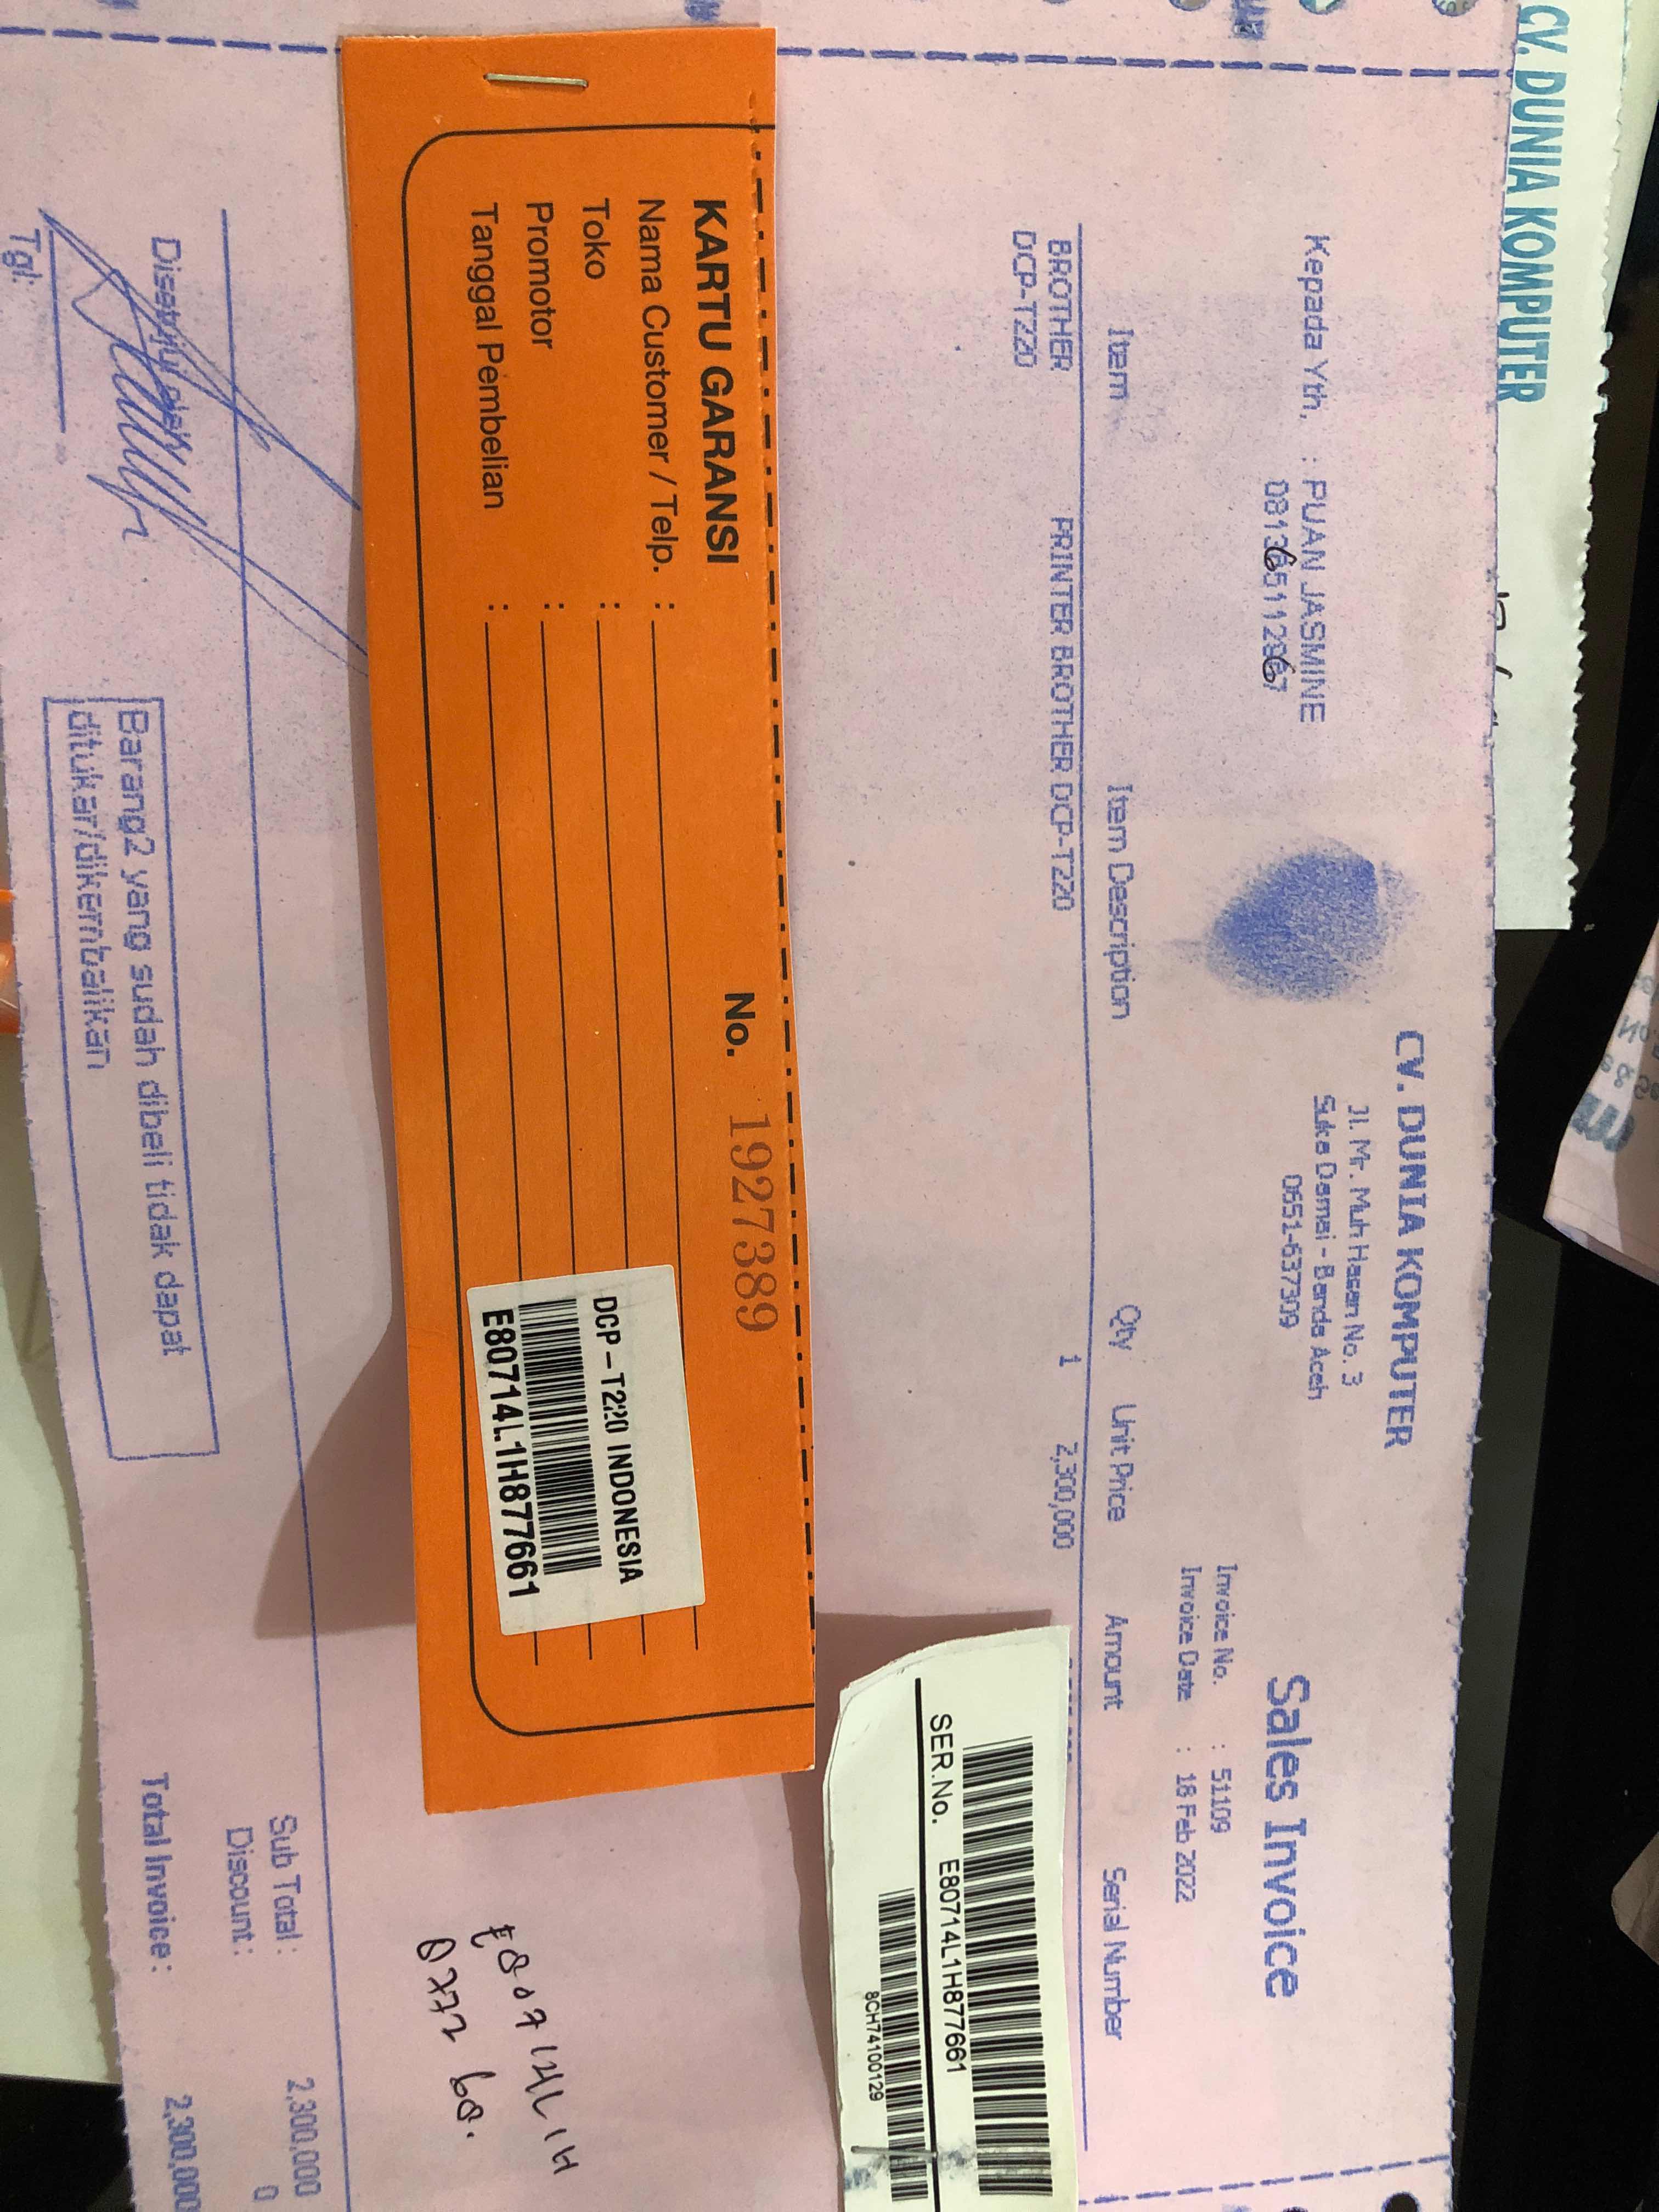 CV. DUNIA KOMPUTER
CV. DUNIA KOMPUTER
Jl. Mr. Muh Hasan No. 3
Suka Damai - Banda Aceh
0651-637309
Sales Invoice
Kepada Yth, : PUAN JASMINE
Invoice No. : 51109
Invoice Date : 18 Feb 2022
Item Item Description Qty Unit Price Amount Serial Number
BROTHER DCP-T220 PRINTER BROTHER DCP-T220 1 2,300,000
SER.No. E80714L1H877661
8CH74100129
KARTU GARANSI No. 1927389
Nama Customer / Telp. :
Toko :
Promotor :
Tanggal Pembelian :
DCP-T220 INDONESIA
E80714L1H877661
E80714L1H
Sub Total : 2,300,000
Discount : 0
Total Invoice : 2,300,000
Disetujui oleh
Tgl:
Barang2 yang sudah dibeli tidak dapat
ditukar/dikembalikan